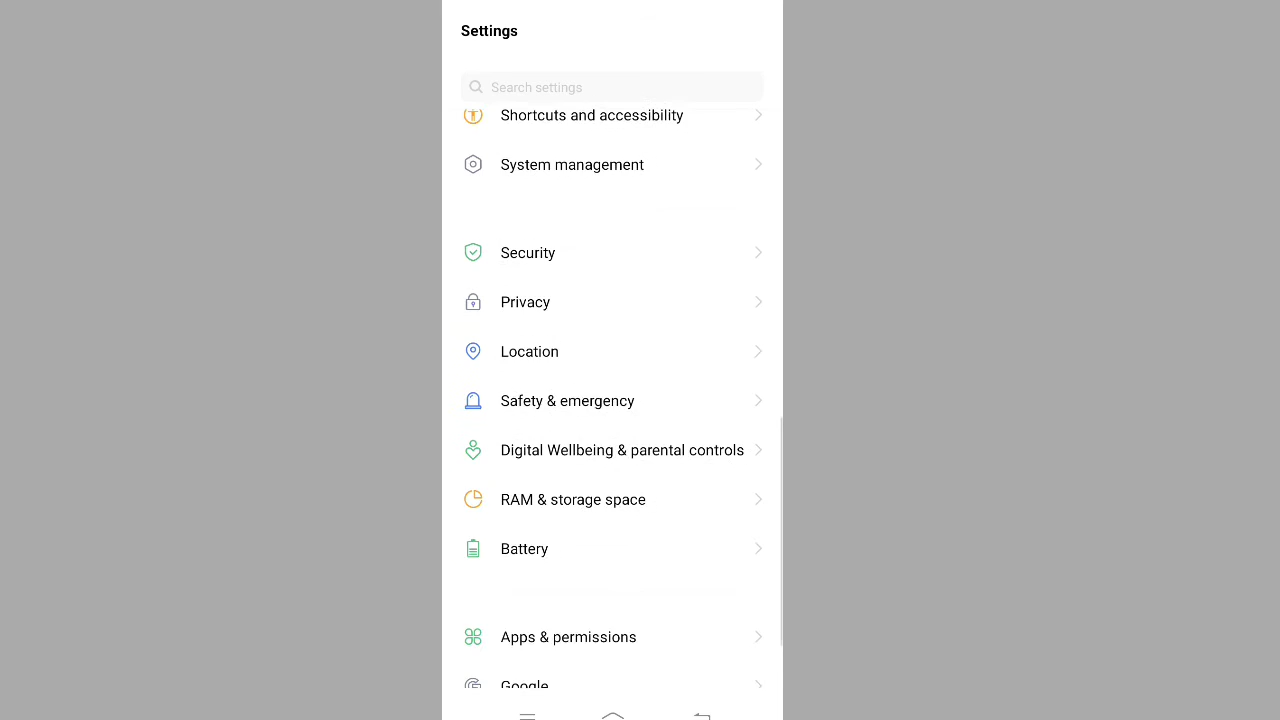 Settings
Search settings
Shortcuts and accessibility
System management
Security
Privacy
Location
Safety & emergency
Digital Wellbeing & parental controls
RAM & storage space
Battery
Apps & permissions
Google